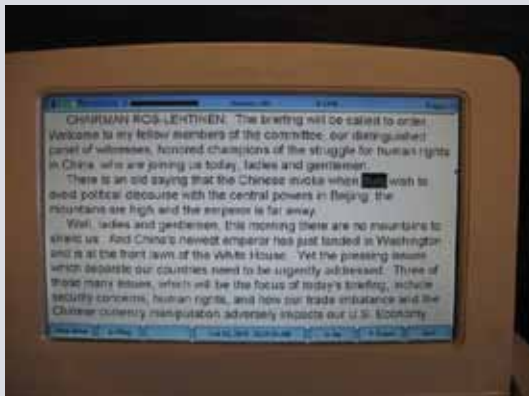 CHAIRMAN ROS-LEHTINEN: The briefing will be called to order.
Welcome to my fellow members of the committee, our distinguished
panel of witnesses, honored champions of the struggle for human rights
in China, who are joining us today, ladies and gentlemen.
There is an old saying that the Chinese invoke when they wish to
avoid political discourse with the central powers in Beijing: the
mountains are high and the emperor is far away.
Well, ladies and gentlemen, this morning there are no mountains to
shield us. And China's newest emperor has just landed in Washington
and is at the front lawn of the White House. Yet the pressing issues
which separate our countries need to be urgently addressed. Three of
those many issues, which will be the focus of today's briefing, include
security concerns, human rights, and how our trade imbalance and the
Chinese currency manipulation adversely impacts our U.S. Economy.